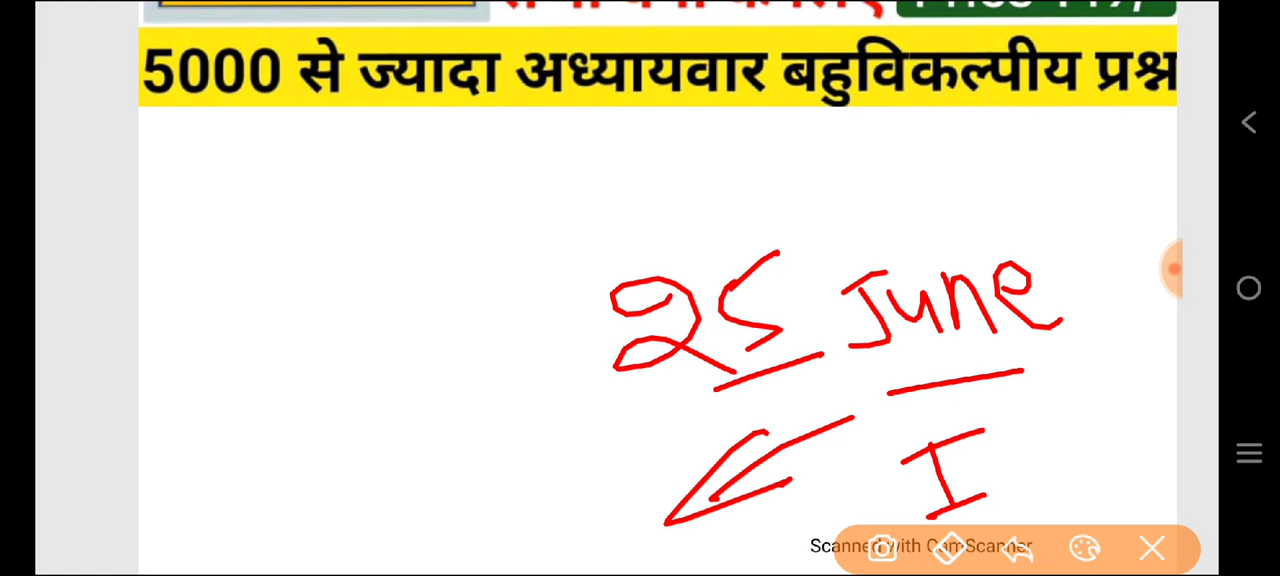 5000 से ज्यादा अध्यायवार बहुविकल्पीय प्रश्न
25 June
I
Scanned with CamScanner